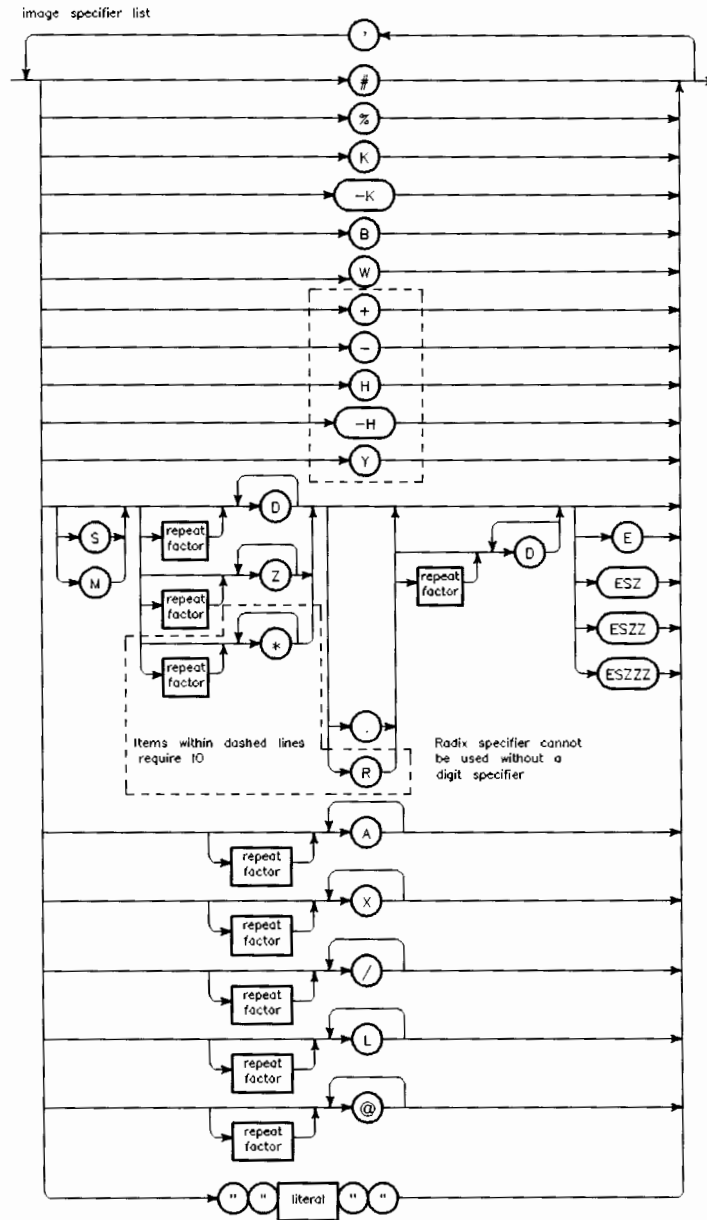 image specifier list
,
#
%
K
-K
B
W
+
-
H
-H
Y
S
M
repeat factor
D
repeat factor
Z
repeat factor
*
.
R
repeat factor
D
E
ESZ
ESZZ
ESZZZ
Items within dashed lines
require IO
Radix specifier cannot
be used without a
digit specifier
repeat factor
A
repeat factor
X
repeat factor
/
repeat factor
L
repeat factor
@
" " literal " "